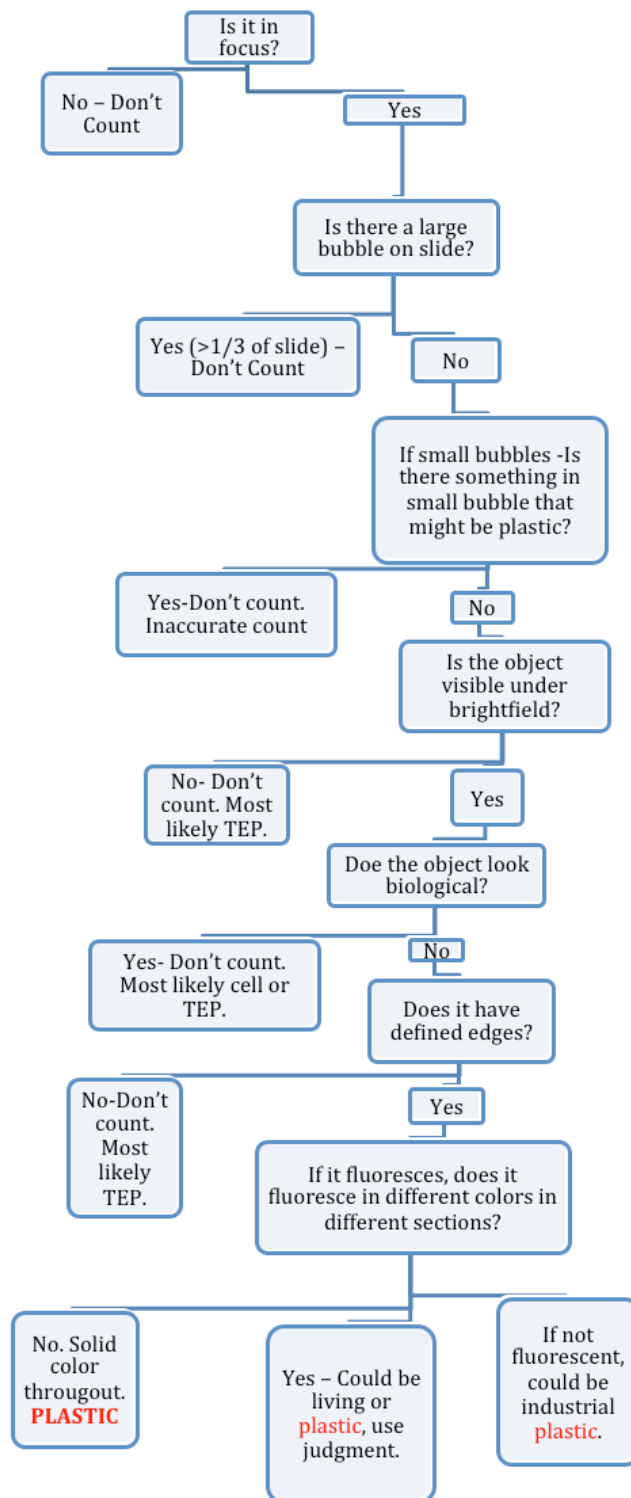 Is it in
focus?
No – Don't
Count
Yes
Is there a large
bubble on slide?
Yes (>1/3 of slide) –
Don't Count
No
If small bubbles -Is
there something in
small bubble that
might be plastic?
Yes-Don't count.
Inaccurate count
No
Is the object
visible under
brightfield?
No- Don't
count. Most
likely TEP.
Yes
Doe the object look
biological?
Yes- Don't count.
Most likely cell or
TEP.
No
Does it have
defined edges?
No-Don't
count.
Most
likely
TEP.
Yes
If it fluoresces, does it
fluoresce in different colors in
different sections?
No. Solid
color
througout.
PLASTIC
Yes – Could be
living or
plastic, use
judgment.
If not
fluorescent,
could be
industrial
plastic.